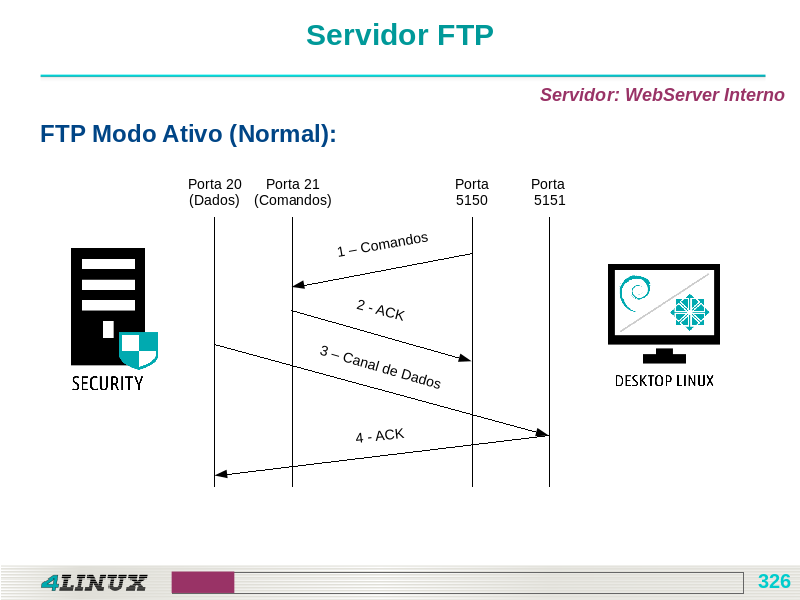 Servidor FTP
Servidor: WebServer Interno
FTP Modo Ativo (Normal):
Porta 20
(Dados)
Porta 21
(Comandos)
Porta
5150
Porta
5151
1 – Comandos
2 - ACK
3 – Canal de Dados
4 - ACK
SECURITY
DESKTOP LINUX
4LINUX
326